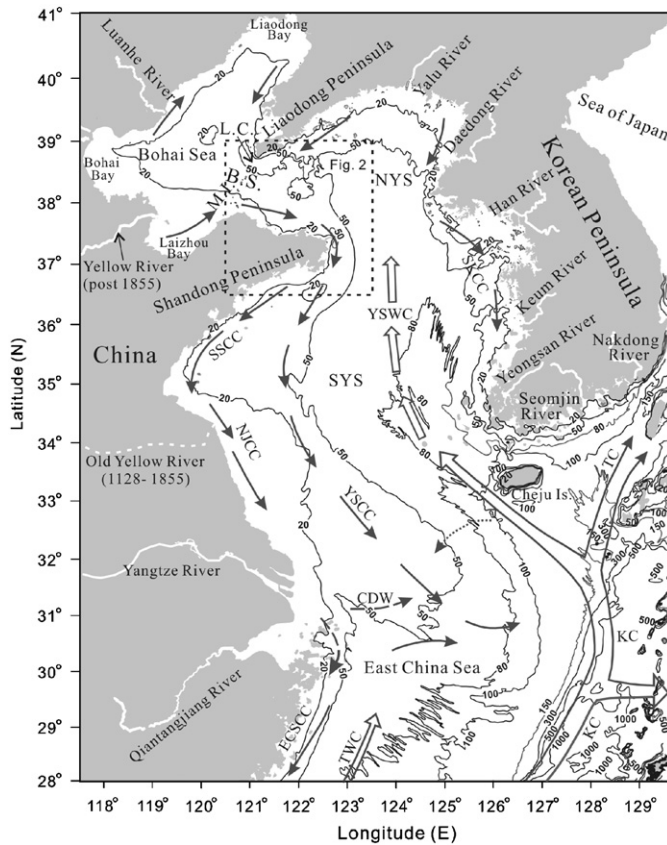 41°
40°
39°
38°
37°
36°
35°
34°
33°
32°
31°
30°
29°
28°
Latitude (N)
118°
119°
120°
121°
122°
123°
124°
125°
126°
127°
128°
129°
Longitude (E)
Liaodong
Bay
Luanhe River
Liaodong Peninsula
Yalu River
Daedong River
Sea of Japan
L.C.
Bohai Sea
Bohai
Bay
B.S.
Fig. 2
NYS
Han River
Korean Peninsula
Laizhou
Bay
Yellow River
(post 1855)
Shandong Peninsula
Keum River
YSWC
SSCC
China
SYS
Yeongsan River
Nakdong
River
Seomjin
River
NJCC
Old Yellow River
(1128- 1855)
Cheju Is.
TC
YSCC
Yangtze River
CDW
KC
East China Sea
Qiantangjiang River
ECSCC
TWC
KC
20
50
80
100
150
300
500
1000